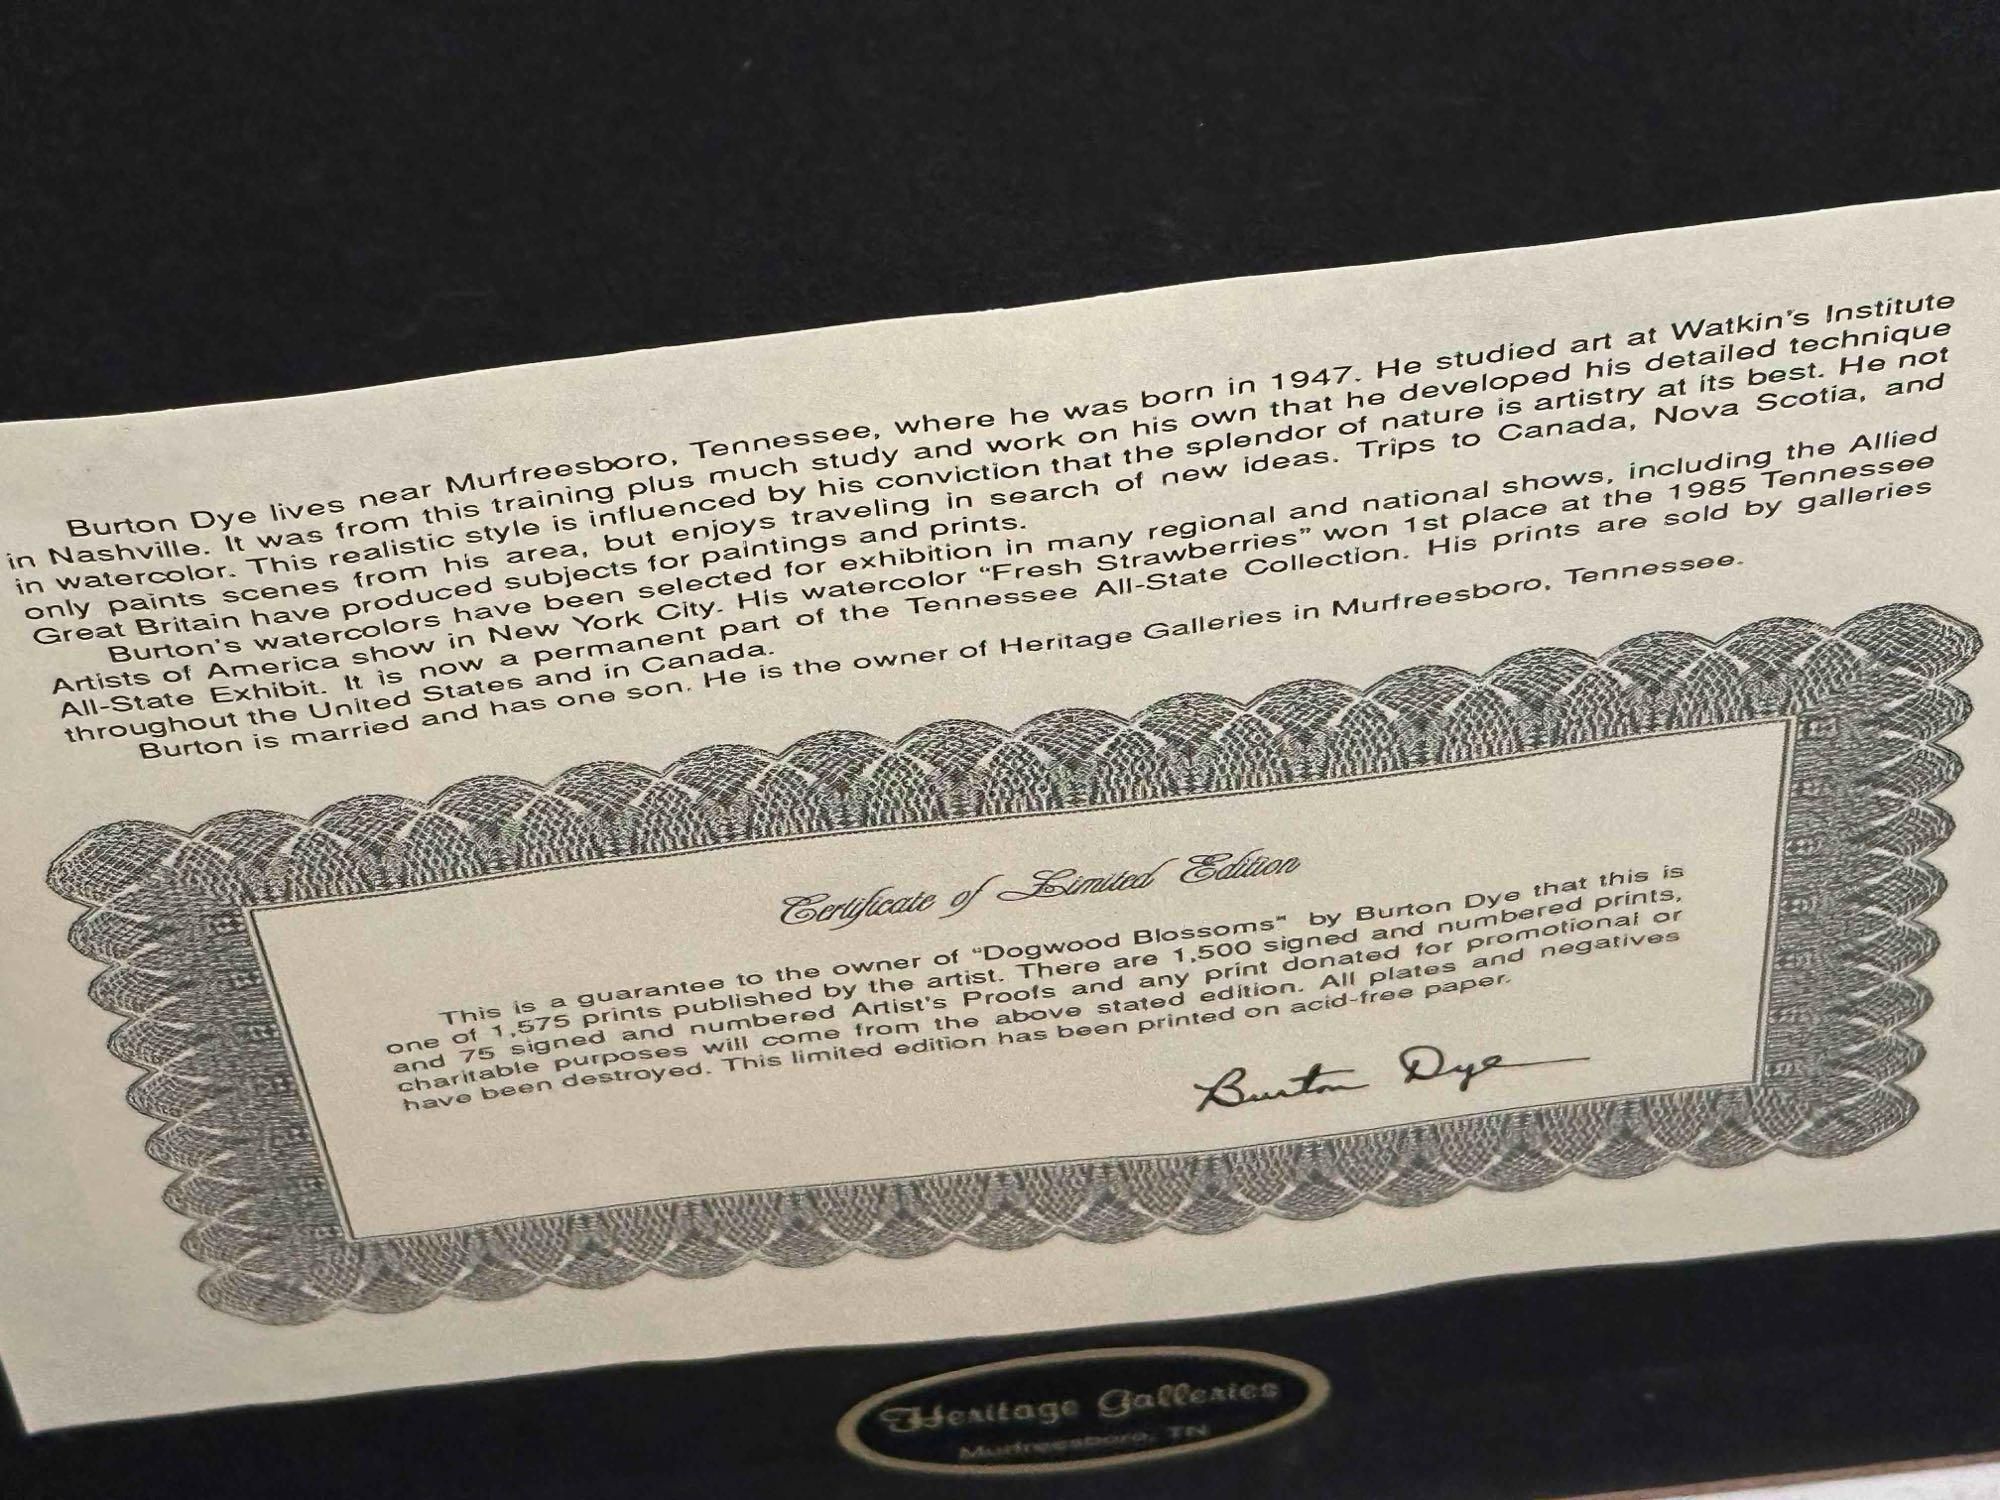 Burton Dye lives near Murfreesboro, Tennessee, where he was born in 1947. He studied art at Watkin's Institute
in Nashville. It was from this training plus much study and work on his own that he developed his detailed technique
in watercolor. This realistic style is influenced by his conviction that the splendor of nature is artistry at its best. He not
only paints scenes from his area, but enjoys traveling in search of new ideas. Trips to Canada, Nova Scotia, and
Great Britain have produced subjects for paintings and prints.
Burton's watercolors have been selected for exhibition in many regional and national shows, including the Allied
Artists of America show in New York City. His watercolor "Fresh Strawberries" won 1st place at the 1985 Tennessee
All-State Exhibit. It is now a permanent part of the Tennessee All-State Collection. His prints are sold by galleries
throughout the United States and in Canada.
Burton is married and has one son. He is the owner of Heritage Galleries in Murfreesboro, Tennessee.
Certificate of Limited Edition
This is a guarantee to the owner of "Dogwood Blossoms" by Burton Dye that this is
one of 1,575 prints published by the artist. There are 1,500 signed and numbered prints,
and 75 signed and numbered Artist's Proofs and any print donated for promotional or
charitable purposes will come from the above stated edition. All plates and negatives
have been destroyed. This limited edition has been printed on acid-free paper.
Burton Dye
Heritage Galleries
Murfreesboro, TN